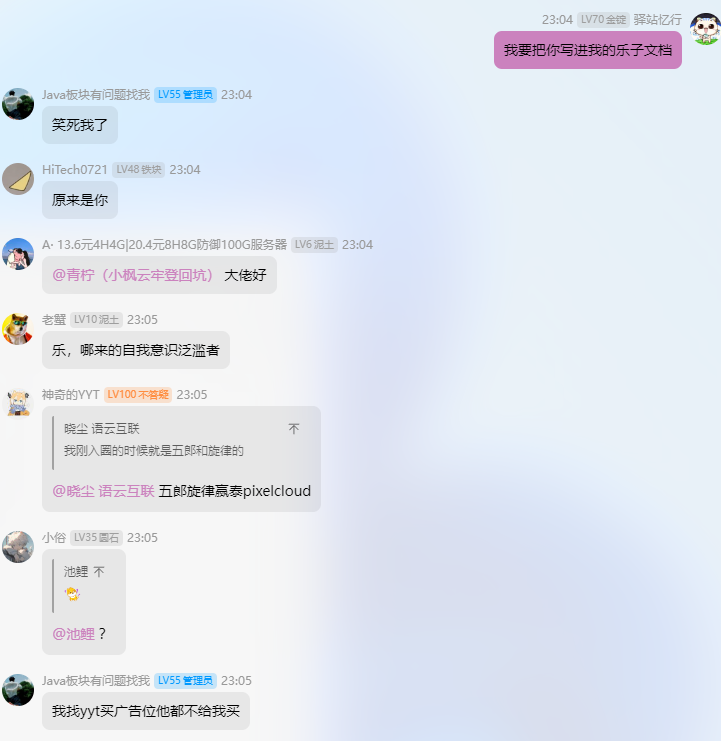 23:04 LV70 金锭 驿站忆行
我要把你写进我的乐子文档
Java板块有问题找我 LV55 管理员 23:04
笑死我了
HiTech0721 LV48 铁块 23:04
原来是你
A· 13.6元4H4G|20.4元8H8G防御100G服务器 LV6 泥土 23:04
@青柠（小枫云牢登回坑） 大佬好
老蟹 LV10 泥土 23:05
乐，哪来的自我意识泛滥者
神奇的YYT LV100 不答疑 23:05
晓尘 语云互联
我刚入圈的时候就是五郎和旋律的
@晓尘 语云互联 五郎旋律赢泰pixelcloud
小俗 LV35 圆石 23:05
池鲤
@池鲤 ？
Java板块有问题找我 LV55 管理员 23:05
我找yyt买广告位他都不给我买